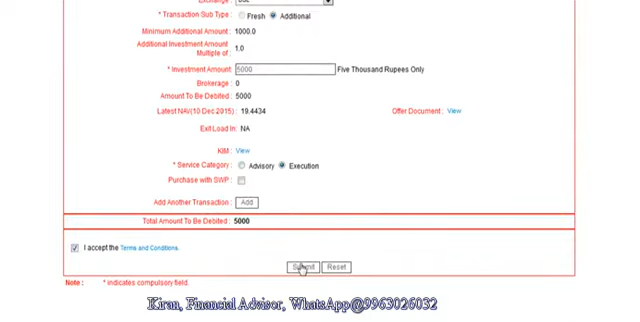 * Transaction Sub Type : Fresh Additional
Minimum Additional Amount : 1000.0
Additional Investment Amount Multiple of : 1.0
* Investment Amount: 5000 Five Thousand Rupees Only
Brokerage : 0
Amount To Be Debited : 5000
Latest NAV(10 Dec 2015) : 19.4434 Offer Document : View
Exit Load In : NA
KIM : View
* Service Category : Advisory Execution
Purchase with SWP :
Add Another Transaction : Add
Total Amount To Be Debited : 5000
I accept the Terms and Conditions.
Submit Reset
Note : * indicates compulsory field.
Kiran, Financial Advisor, WhatsApp@9963026032